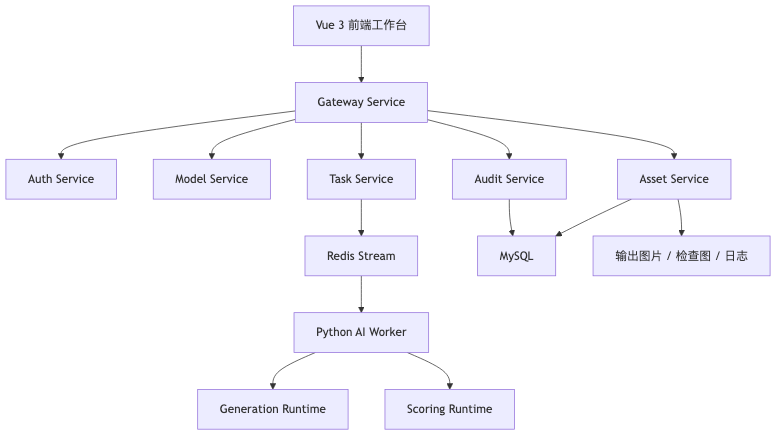 Vue 3 前端工作台
Gateway Service
Auth Service
Model Service
Task Service
Audit Service
Asset Service
Redis Stream
MySQL
输出图片 / 检查图 / 日志
Python AI Worker
Generation Runtime
Scoring Runtime